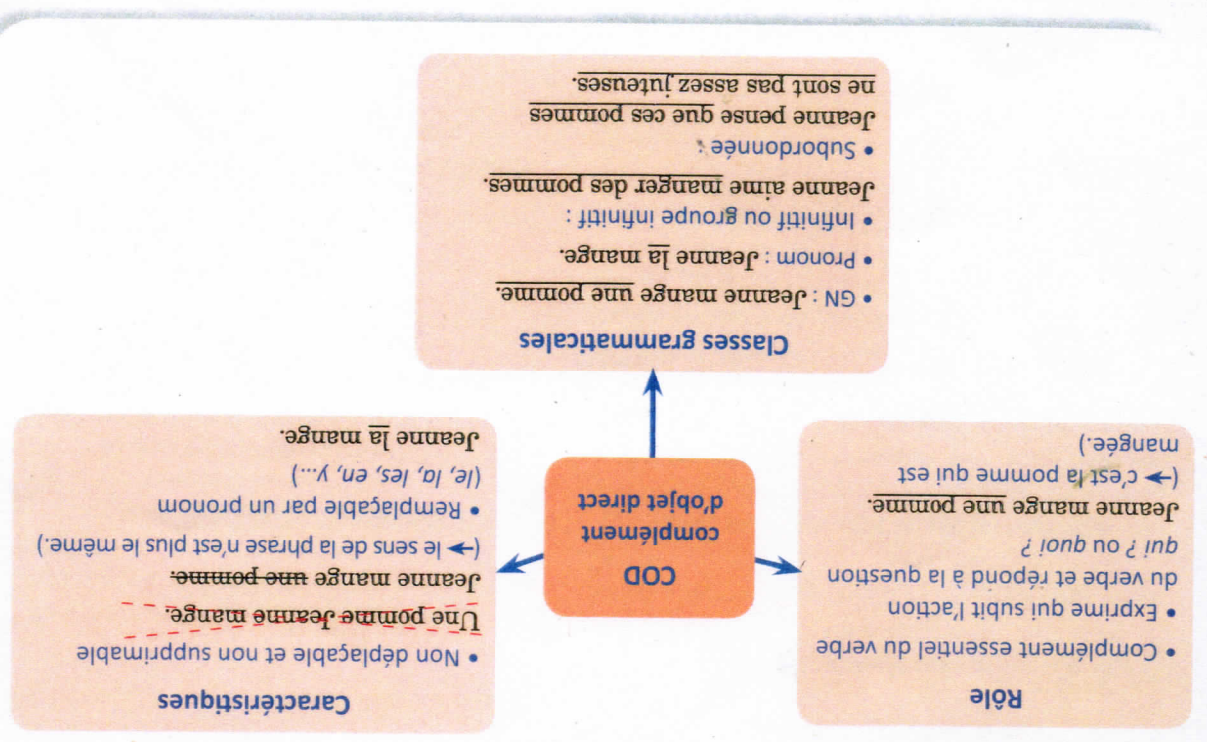 Rôle
• Complément essentiel du verbe
• Exprime qui subit l'action
du verbe et répond à la question
qui ? ou quoi ?
Jeanne mange une pomme.
(➔ c'est la pomme qui est
mangée.)
COD
complément
d'objet direct
Caractéristiques
• Non déplaçable et non supprimable
Une pomme Jeanne mange.
Jeanne mange une pomme.
(➔ le sens de la phrase n'est plus le même.)
• Remplaçable par un pronom
(le, la, les, en, y...)
Jeanne la mange.
Classes grammaticales
• GN : Jeanne mange une pomme.
• Pronom : Jeanne la mange.
• Infinitif ou groupe infinitif :
Jeanne aime manger des pommes.
• Subordonnée :
Jeanne pense que ces pommes
ne sont pas assez juteuses.